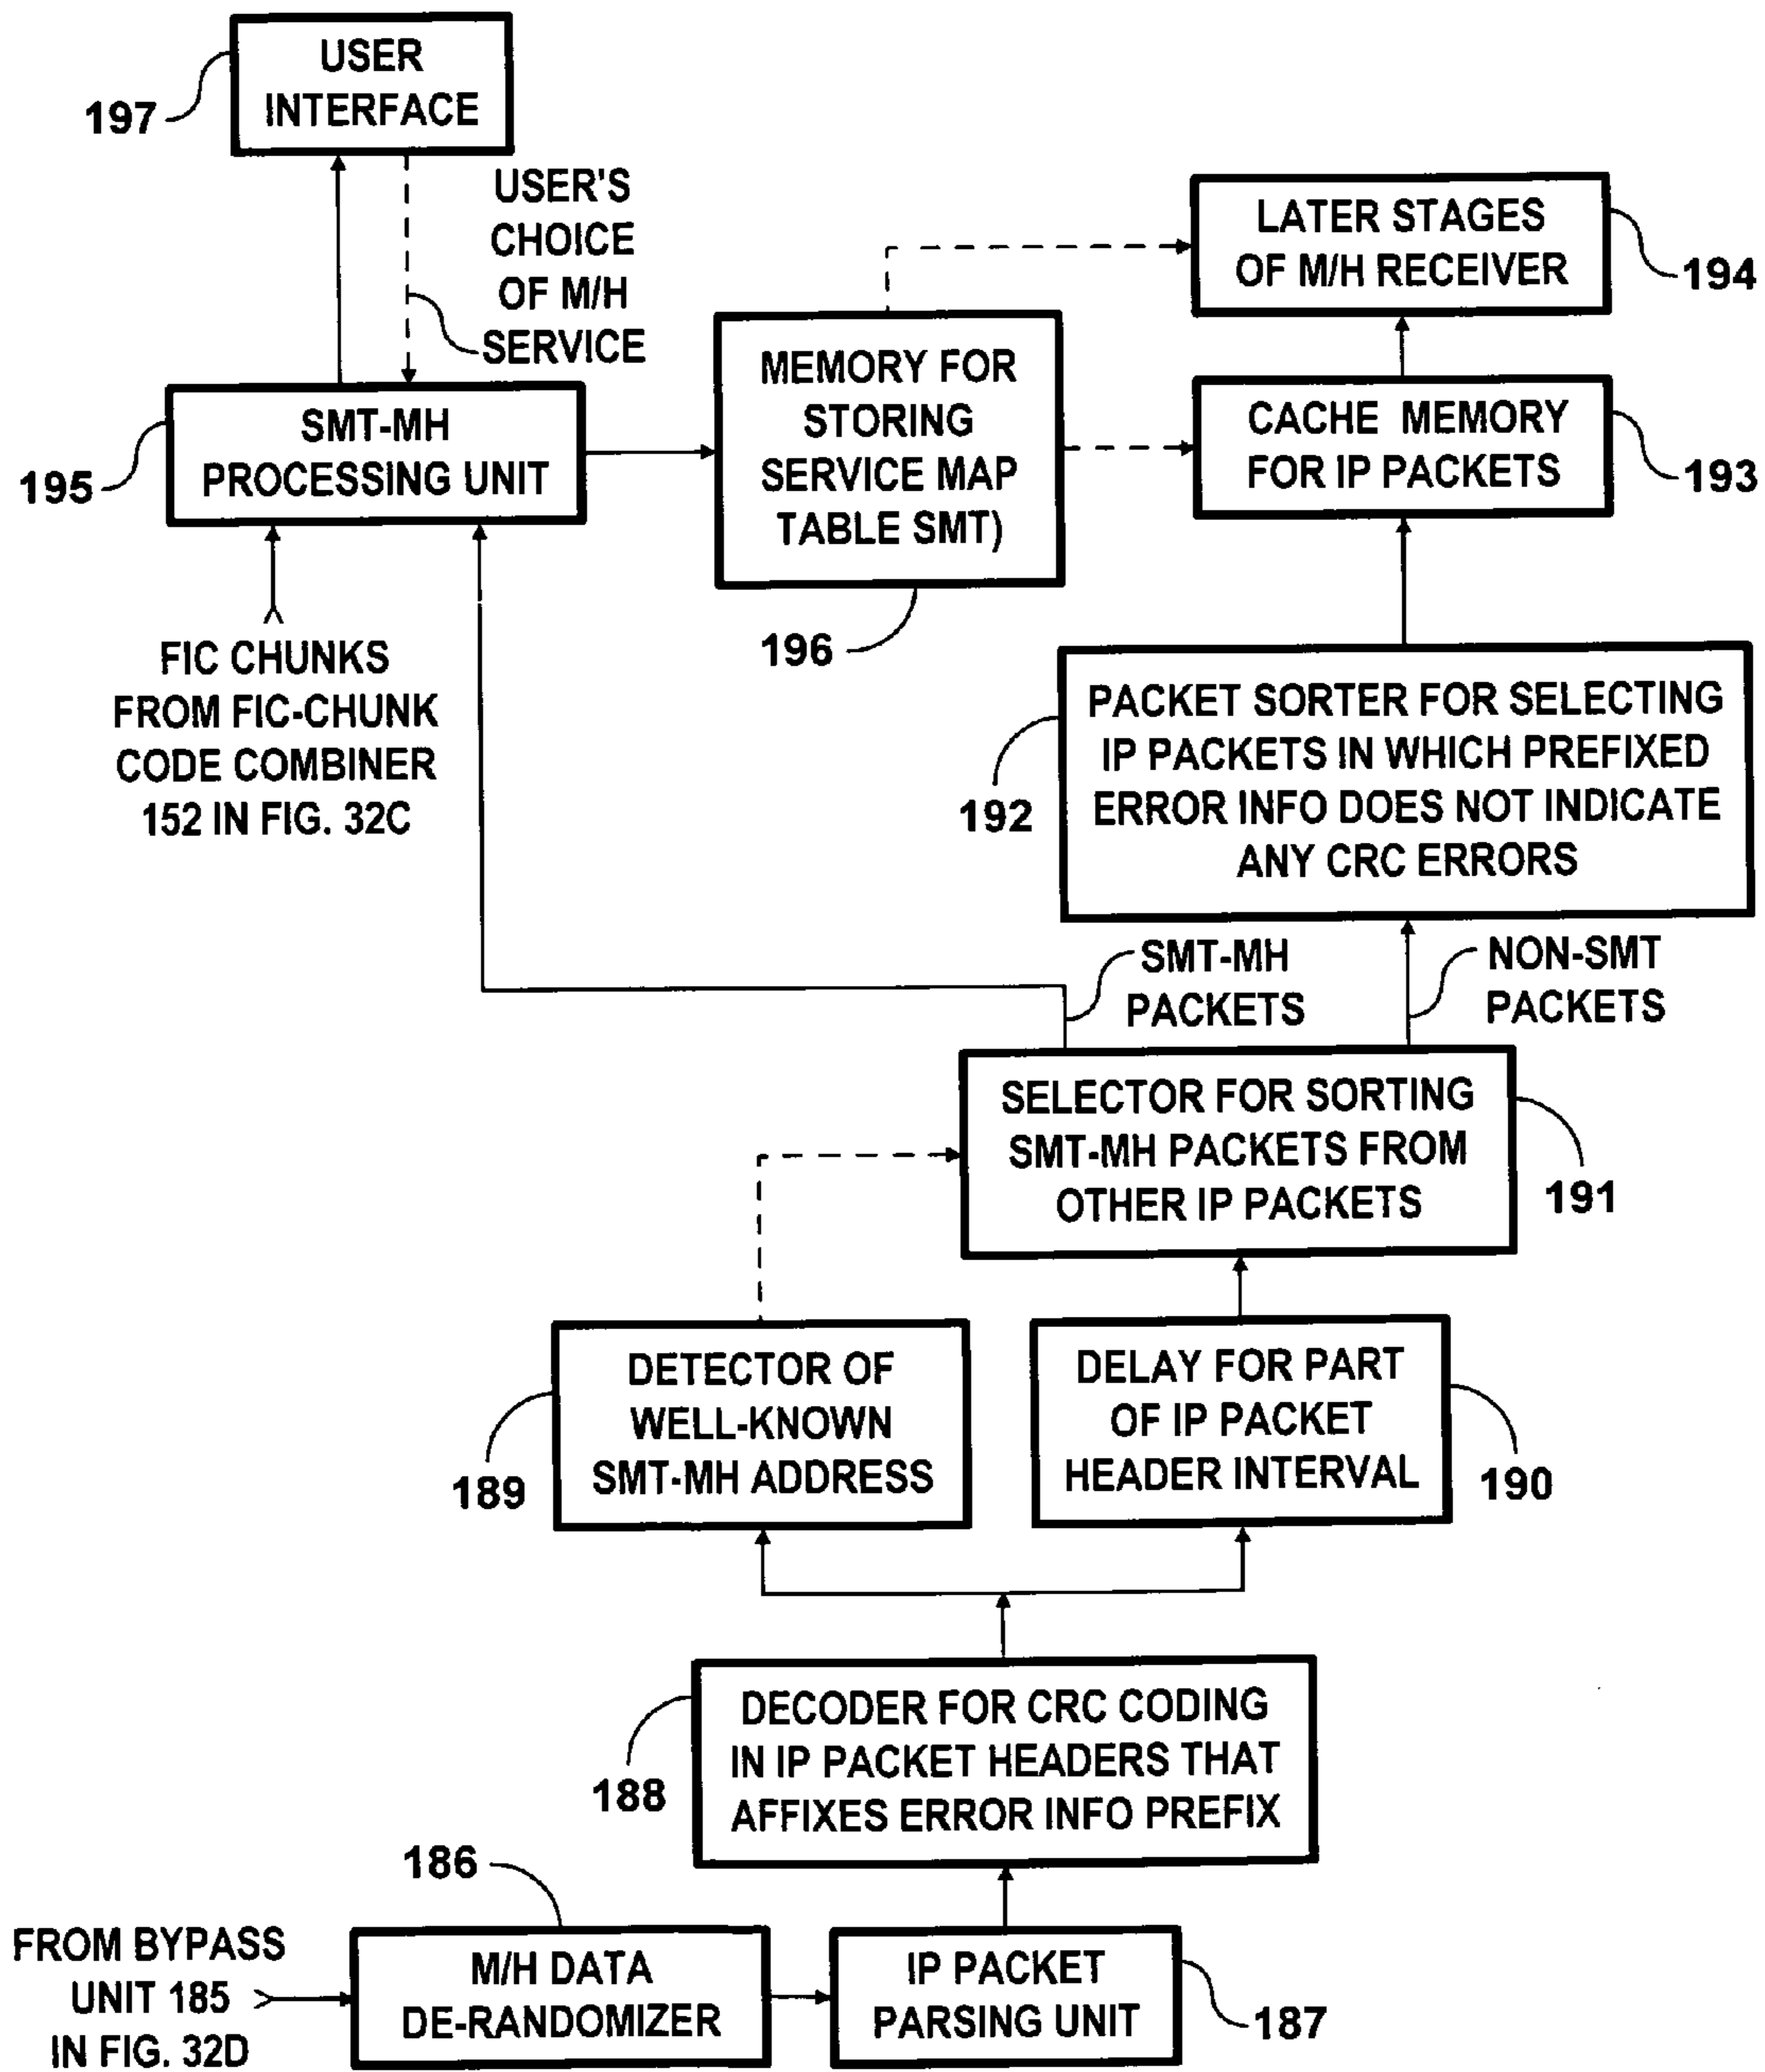 USER
INTERFACE
197
USER'S
CHOICE
OF M/H
SERVICE
LATER STAGES
OF M/H RECEIVER
194
SMT-MH
PROCESSING UNIT
195
MEMORY FOR
STORING
SERVICE MAP
TABLE SMT)
196
CACHE MEMORY
FOR IP PACKETS
193
FIC CHUNKS
FROM FIC-CHUNK
CODE COMBINER
152 IN FIG. 32C
PACKET SORTER FOR SELECTING
IP PACKETS IN WHICH PREFIXED
ERROR INFO DOES NOT INDICATE
ANY CRC ERRORS
192
SMT-MH
PACKETS
NON-SMT
PACKETS
SELECTOR FOR SORTING
SMT-MH PACKETS FROM
OTHER IP PACKETS
191
DETECTOR OF
WELL-KNOWN
SMT-MH ADDRESS
189
DELAY FOR PART
OF IP PACKET
HEADER INTERVAL
190
DECODER FOR CRC CODING
IN IP PACKET HEADERS THAT
AFFIXES ERROR INFO PREFIX
188
186
FROM BYPASS
UNIT 185
IN FIG. 32D
M/H DATA
DE-RANDOMIZER
IP PACKET
PARSING UNIT
187